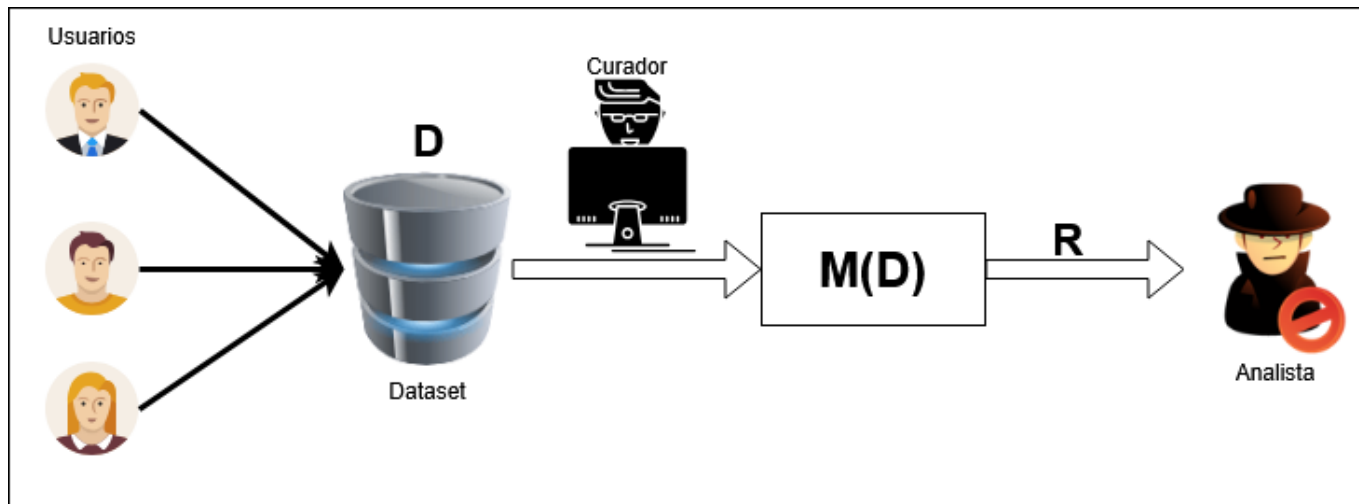 Usuarios
Curador
D
Dataset
M(D)
R
Analista